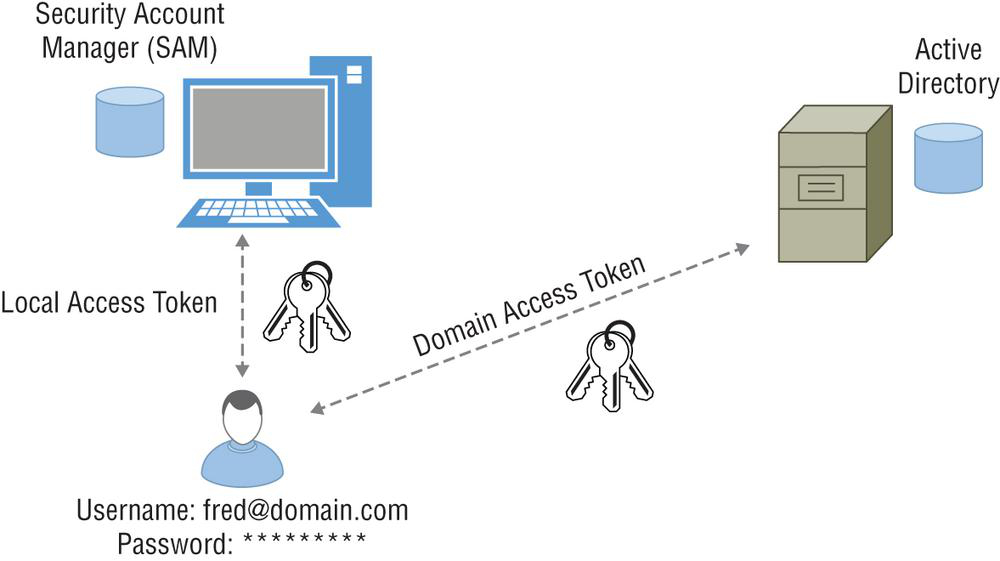 Security Account
Manager (SAM)
Active
Directory
Local Access Token
Domain Access Token
Username: fred@domain.com
Password: *********